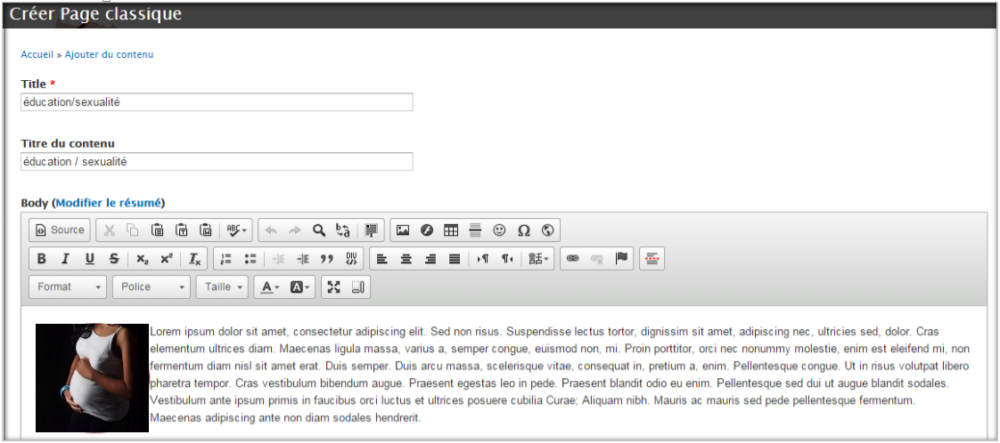 Créer Page classique
Accueil » Ajouter du contenu
Title *
éducation/sexualité
Titre du contenu
éducation / sexualité
Body (Modifier le résumé)
Source ABC
B I U S x₂ x² Tx DIV 話
Format Police Taille A A
Lorem ipsum dolor sit amet, consectetur adipiscing elit. Sed non risus. Suspendisse lectus tortor, dignissim sit amet, adipiscing nec, ultricies sed, dolor. Cras
elementum ultrices diam. Maecenas ligula massa, varius a, semper congue, euismod non, mi. Proin porttitor, orci nec nonummy molestie, enim est eleifend mi, non
fermentum diam nisl sit amet erat. Duis semper. Duis arcu massa, scelerisque vitae, consequat in, pretium a, enim. Pellentesque congue. Ut in risus volutpat libero
pharetra tempor. Cras vestibulum bibendum augue. Praesent egestas leo in pede. Praesent blandit odio eu enim. Pellentesque sed dui ut augue blandit sodales.
Vestibulum ante ipsum primis in faucibus orci luctus et ultrices posuere cubilia Curae; Aliquam nibh. Mauris ac mauris sed pede pellentesque fermentum.
Maecenas adipiscing ante non diam sodales hendrerit.